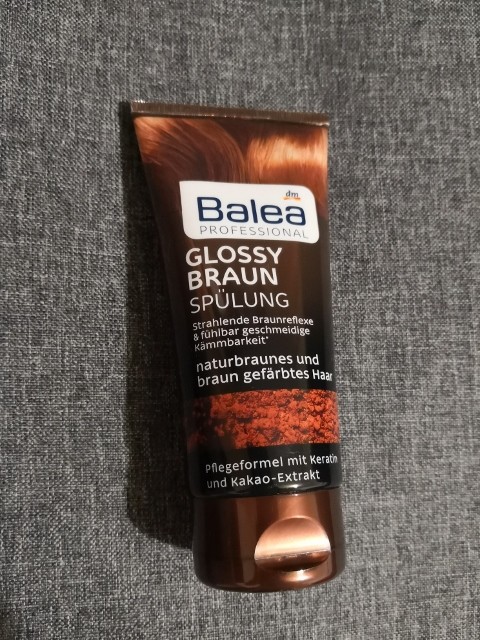 dm
Balea
PROFESSIONAL
GLOSSY
BRAUN
SPÜLUNG
Strahlende Braunreflexe
& fühlbar geschmeidige
Kämmbarkeit*
naturbraunes und
braun gefärbtes Haar
Pflegeformel mit Keratin
und Kakao-Extrakt